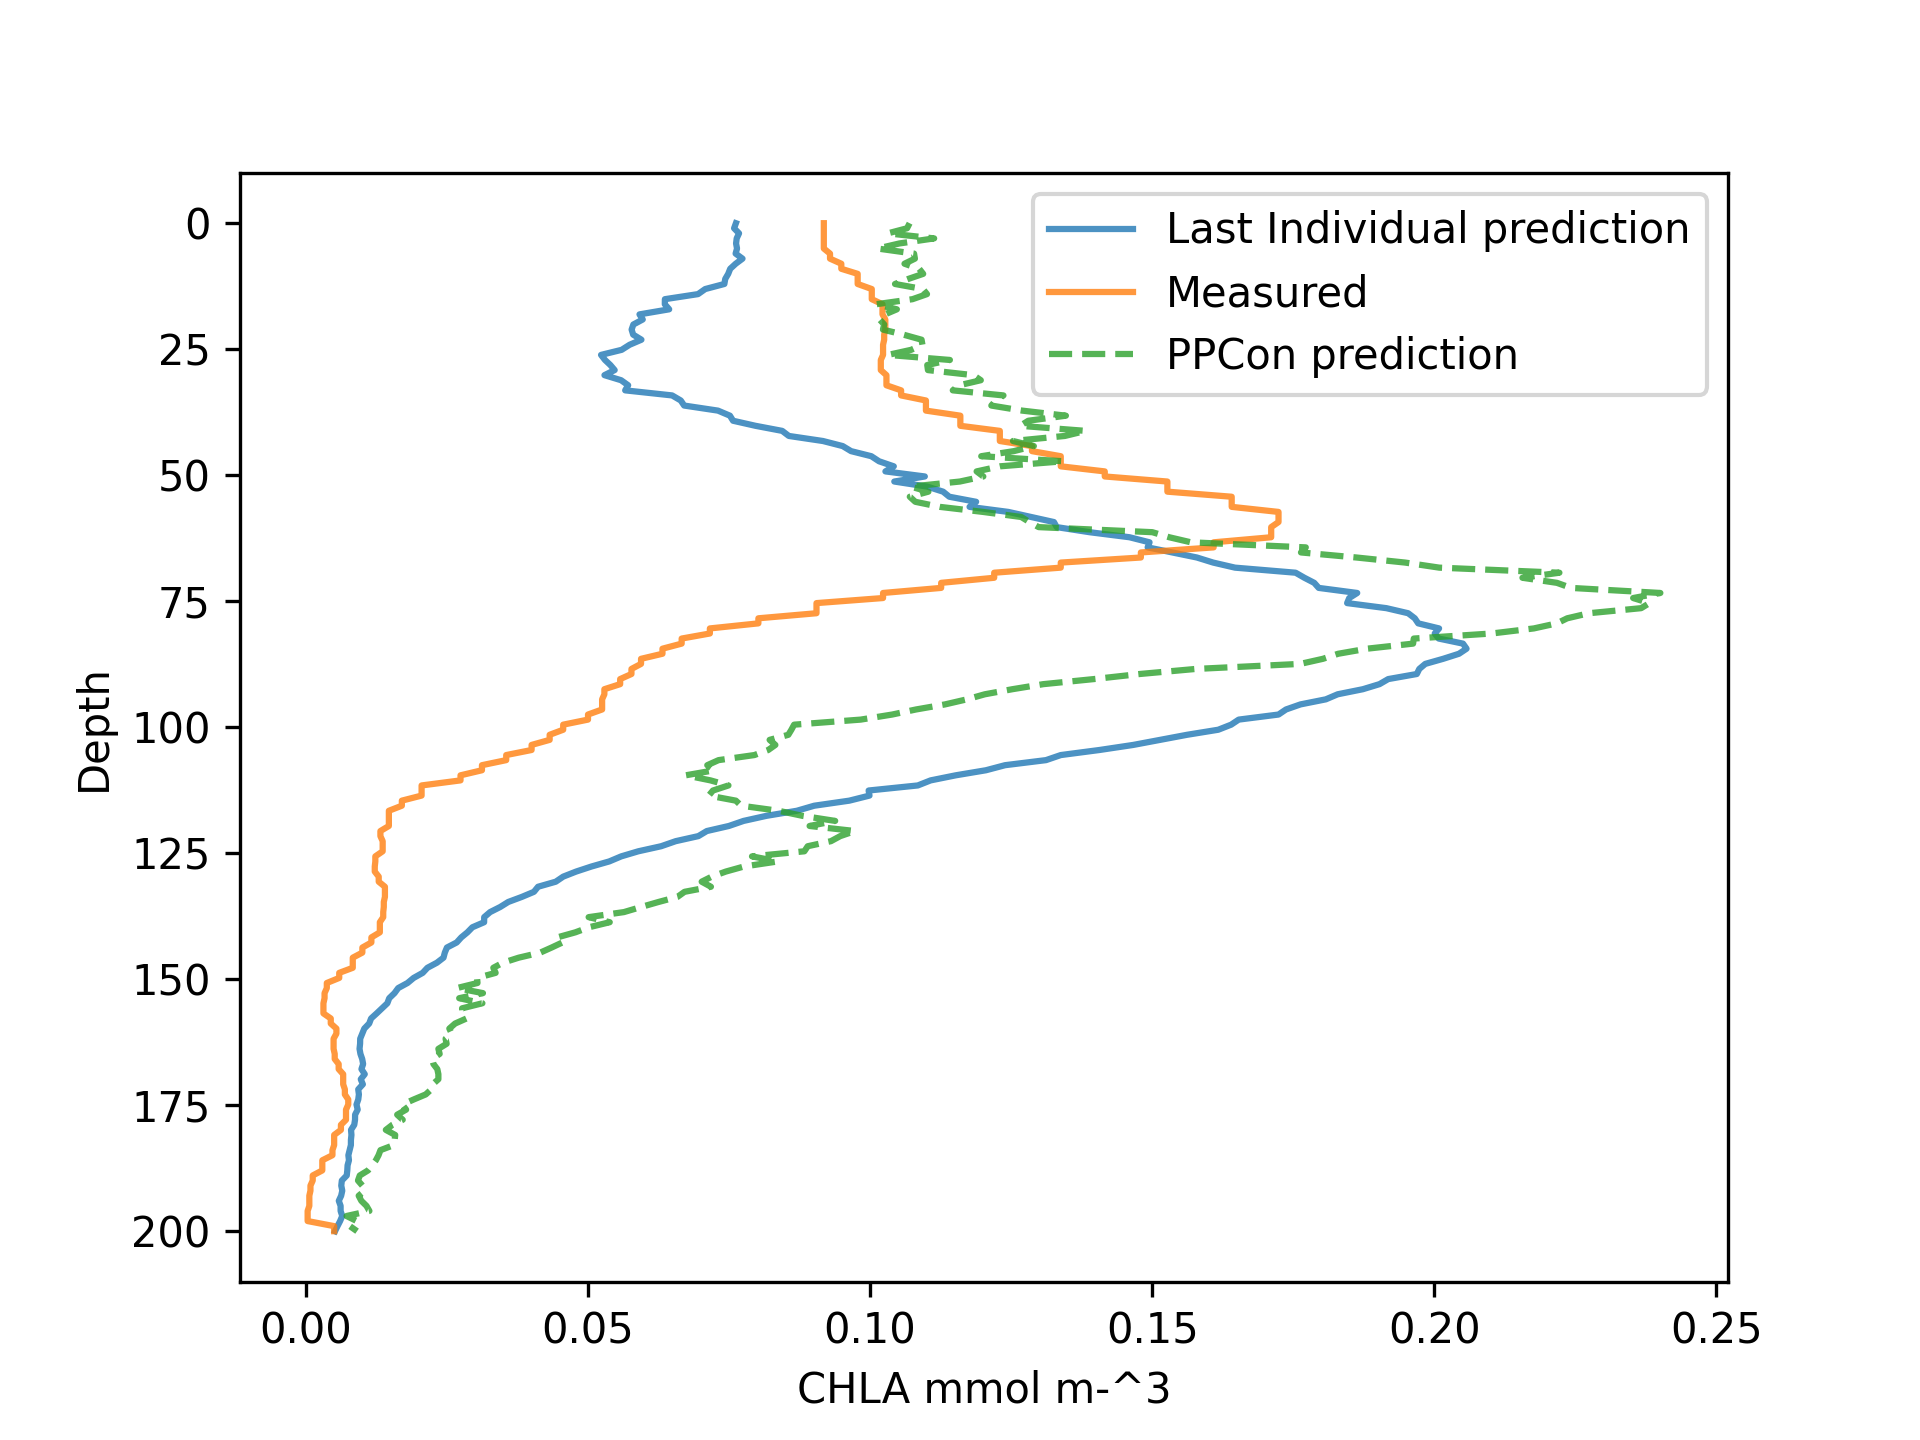 Last Individual prediction
Measured
PPCon prediction
0
25
50
75
100
125
150
175
200
Depth
0.00 0.05 0.10 0.15 0.20 0.25
CHLA mmol m-^3